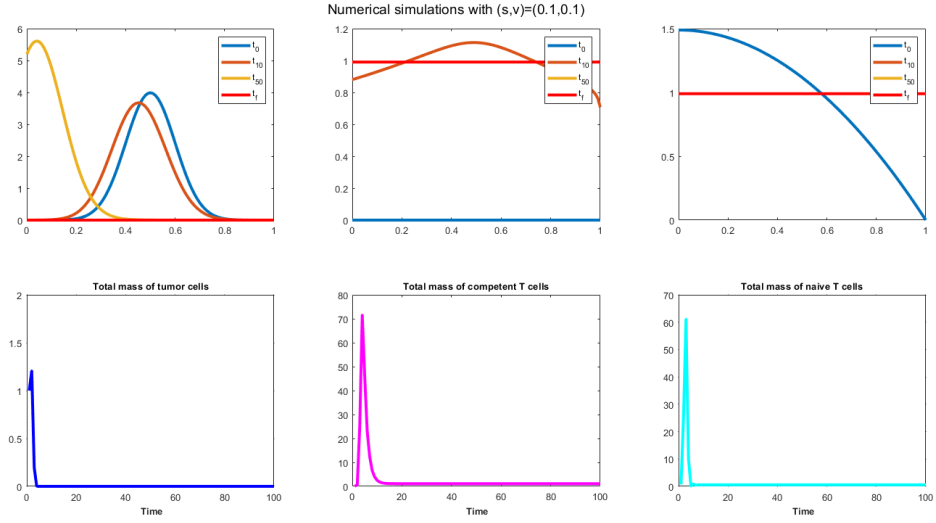 Numerical simulations with (s,v)=(0.1,0.1)
6
5
4
3
2
1
0
0 0.2 0.4 0.6 0.8 1
t0
t10
t50
tf
1.2
1
0.8
0.6
0.4
0.2
0
0 0.2 0.4 0.6 0.8 1
t0
t10
t50
tf
1.5
1
0.5
0
0 0.2 0.4 0.6 0.8 1
t0
t10
t50
tf
Total mass of tumor cells
2
1.5
1
0.5
0
0 20 40 60 80 100
Time
Total mass of competent T cells
80
70
60
50
40
30
20
10
0
0 20 40 60 80 100
Time
Total mass of naive T cells
70
60
50
40
30
20
10
0
0 20 40 60 80 100
Time